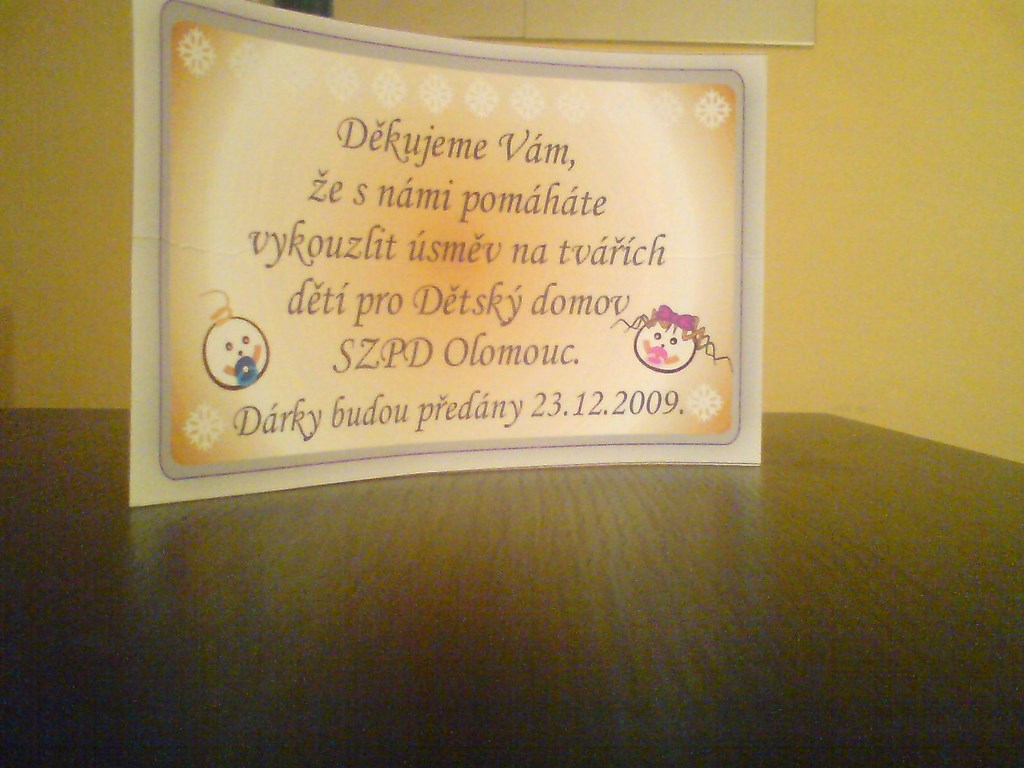 Děkujeme Vám,
že s námi pomáháte
vykouzlit úsměv na tvářích
dětí pro Dětský domov
SZPD Olomouc.
Dárky budou předány 23.12.2009.